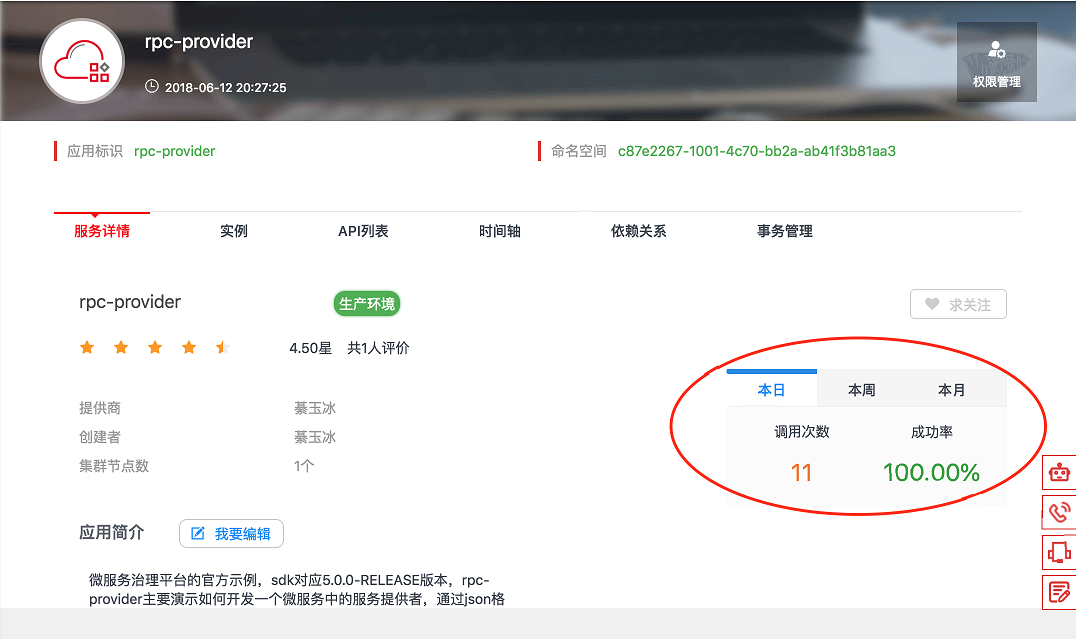 rpc-provider
2018-06-12 20:27:25
权限管理
应用标识 rpc-provider
命名空间 c87e2267-1001-4c70-bb2a-ab41f3b81aa3
服务详情 实例 API列表 时间轴 依赖关系 事务管理
rpc-provider 生产环境
求关注
4.50星 共1人评价
本日 本周 本月
调用次数 成功率
11 100.00%
提供商 綦玉冰
创建者 綦玉冰
集群节点数 1个
应用简介 我要编辑
微服务治理平台的官方示例，sdk对应5.0.0-RELEASE版本，rpc-
provider主要演示如何开发一个微服务中的服务提供者，通过json格